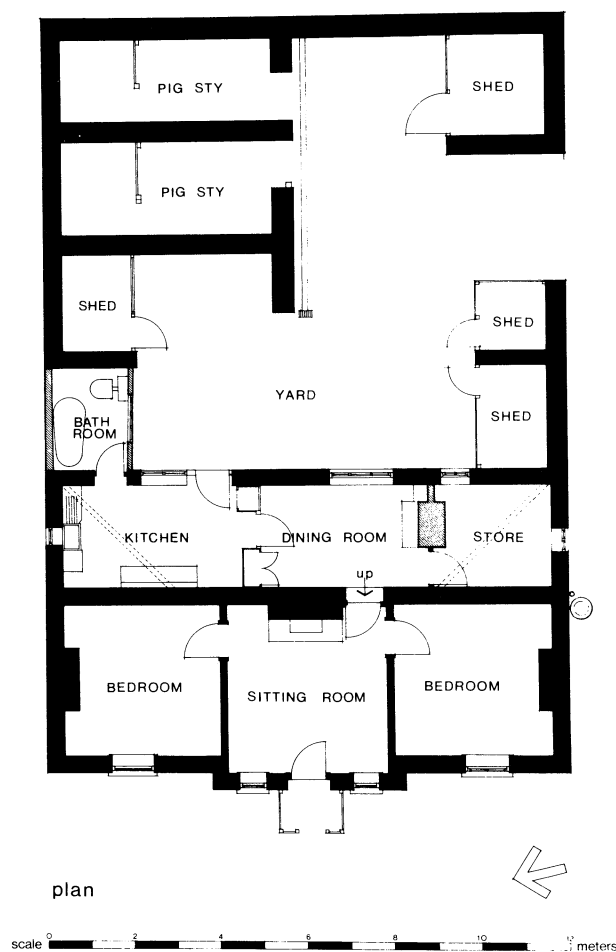 PIG STY
SHED
PIG STY
SHED
SHED
YARD
SHED
BATH
ROOM
KITCHEN
DINING ROOM
STORE
up
BEDROOM
SITTING ROOM
BEDROOM
plan
scale 0 2 4 6 8 10 12 meters